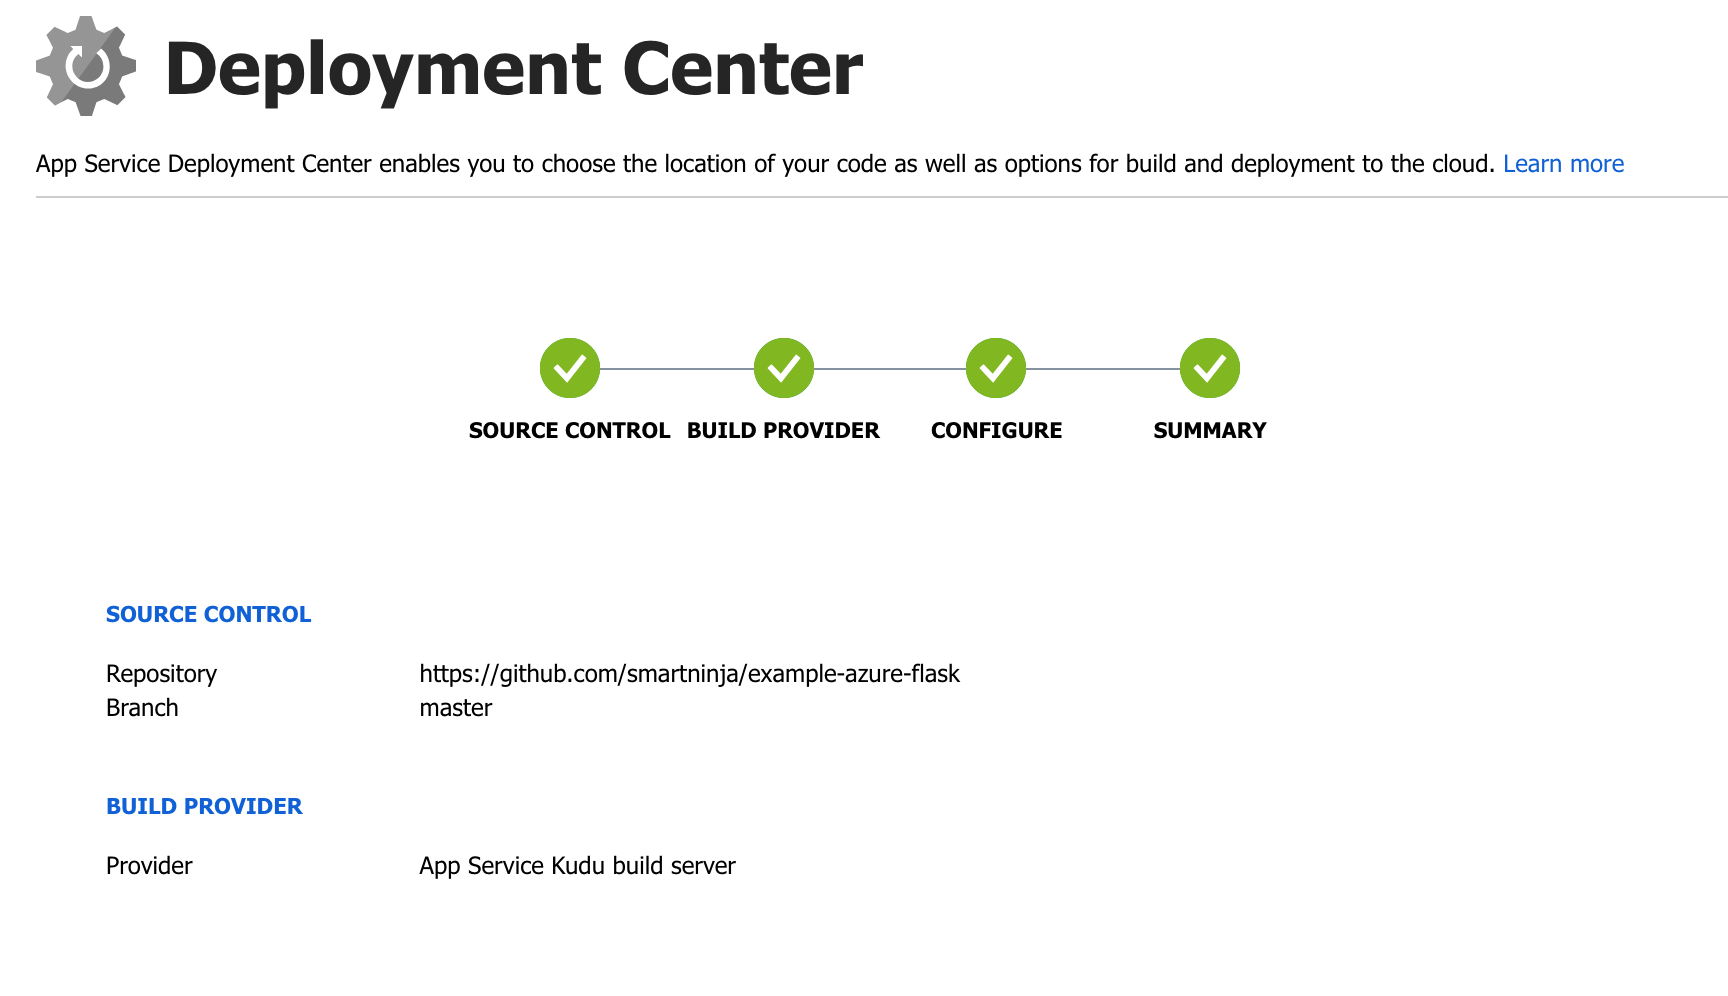 Deployment Center
App Service Deployment Center enables you to choose the location of your code as well as options for build and deployment to the cloud. Learn more
SOURCE CONTROL BUILD PROVIDER CONFIGURE SUMMARY
SOURCE CONTROL
Repository https://github.com/smartninja/example-azure-flask
Branch master
BUILD PROVIDER
Provider App Service Kudu build server